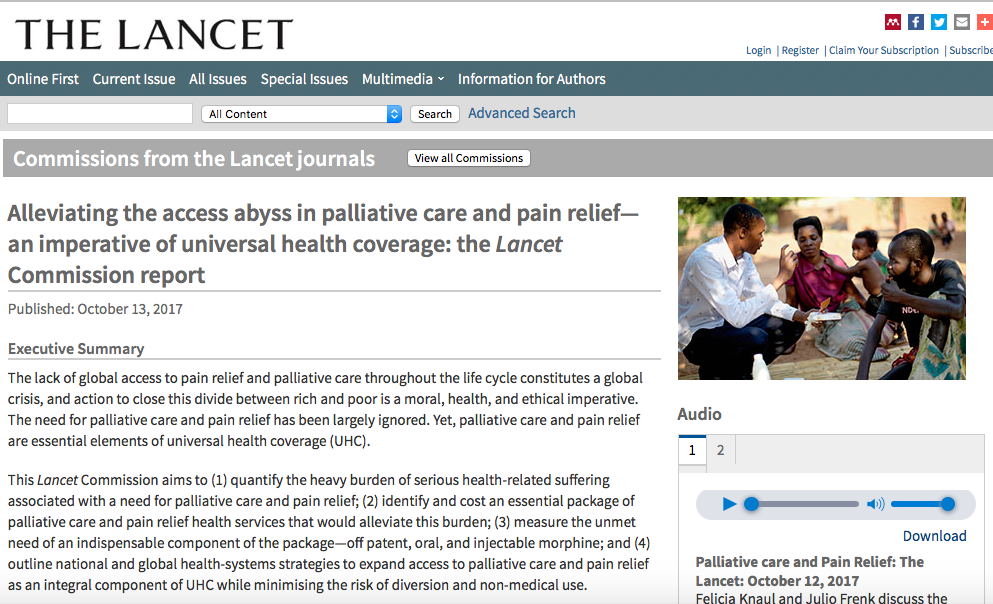 THE LANCET
Login | Register | Claim Your Subscription | Subscribe
Online First Current Issue All Issues Special Issues Multimedia Information for Authors
All Content Search Advanced Search
Commissions from the Lancet journals View all Commissions
Alleviating the access abyss in palliative care and pain relief—
an imperative of universal health coverage: the Lancet
Commission report
Published: October 13, 2017
Executive Summary
The lack of global access to pain relief and palliative care throughout the life cycle constitutes a global
crisis, and action to close this divide between rich and poor is a moral, health, and ethical imperative.
The need for palliative care and pain relief has been largely ignored. Yet, palliative care and pain relief
are essential elements of universal health coverage (UHC).
This Lancet Commission aims to (1) quantify the heavy burden of serious health-related suffering
associated with a need for palliative care and pain relief; (2) identify and cost an essential package of
palliative care and pain relief health services that would alleviate this burden; (3) measure the unmet
need of an indispensable component of the package—off patent, oral, and injectable morphine; and (4)
outline national and global health-systems strategies to expand access to palliative care and pain relief
as an integral component of UHC while minimising the risk of diversion and non-medical use.
Audio
1 2
Download
Palliative care and Pain Relief: The
Lancet: October 12, 2017
Felicia Knaul and Julio Frenk discuss the